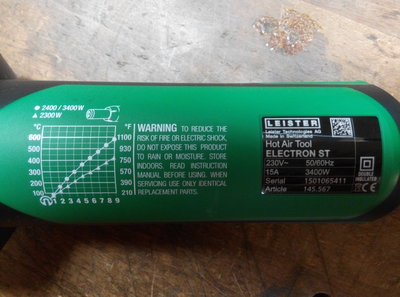 2400 / 3400W
2300W
°C °F
600 1100
500 930
400 750
300 570
200 390
100 210
1 2 3 4 5 6 7 8 9
WARNING TO REDUCE THE
RISK OF FIRE OR ELECTRIC SHOCK,
DO NOT EXPOSE THIS PRODUCT
TO RAIN OR MOISTURE. STORE
INDOORS. READ INSTRUCTION
MANUAL BEFORE USING. WHEN
SERVICING USE ONLY IDENTICAL
REPLACEMENT PARTS.
LEISTER
Leister Technologies AG
Made in Switzerland
Hot Air Tool
ELECTRON ST
230V~ 50/60Hz
15A 3400W
Serial 1501065411
Article 145.567
DOUBLE
INSULATED
CE